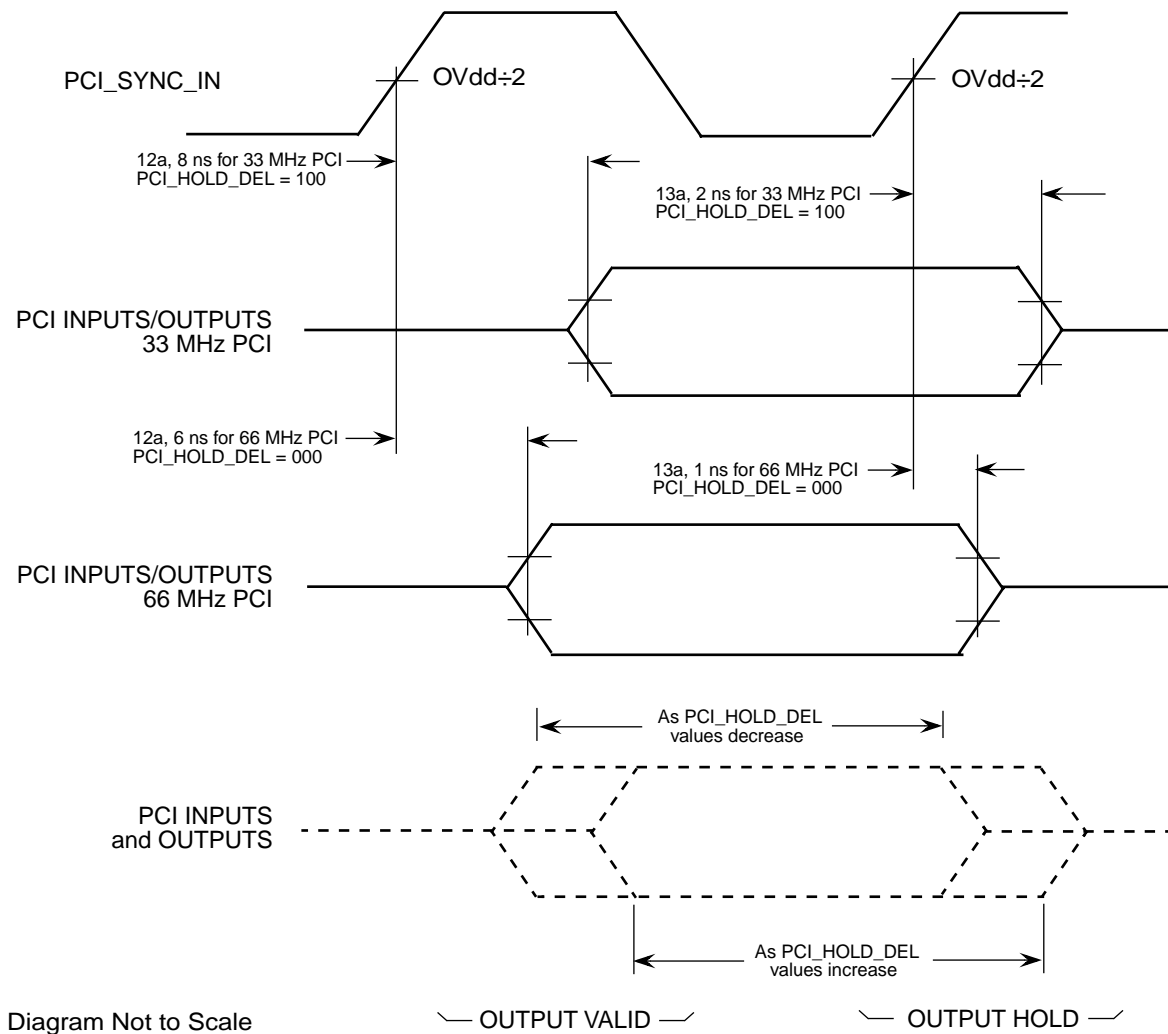 PCI_SYNC_IN
OVdd÷2
OVdd÷2
12a, 8 ns for 33 MHz PCI
PCI_HOLD_DEL = 100
13a, 2 ns for 33 MHz PCI
PCI_HOLD_DEL = 100
PCI INPUTS/OUTPUTS
33 MHz PCI
12a, 6 ns for 66 MHz PCI
PCI_HOLD_DEL = 000
13a, 1 ns for 66 MHz PCI
PCI_HOLD_DEL = 000
PCI INPUTS/OUTPUTS
66 MHz PCI
As PCI_HOLD_DEL
values decrease
PCI INPUTS
and OUTPUTS
As PCI_HOLD_DEL
values increase
Diagram Not to Scale
OUTPUT VALID
OUTPUT HOLD